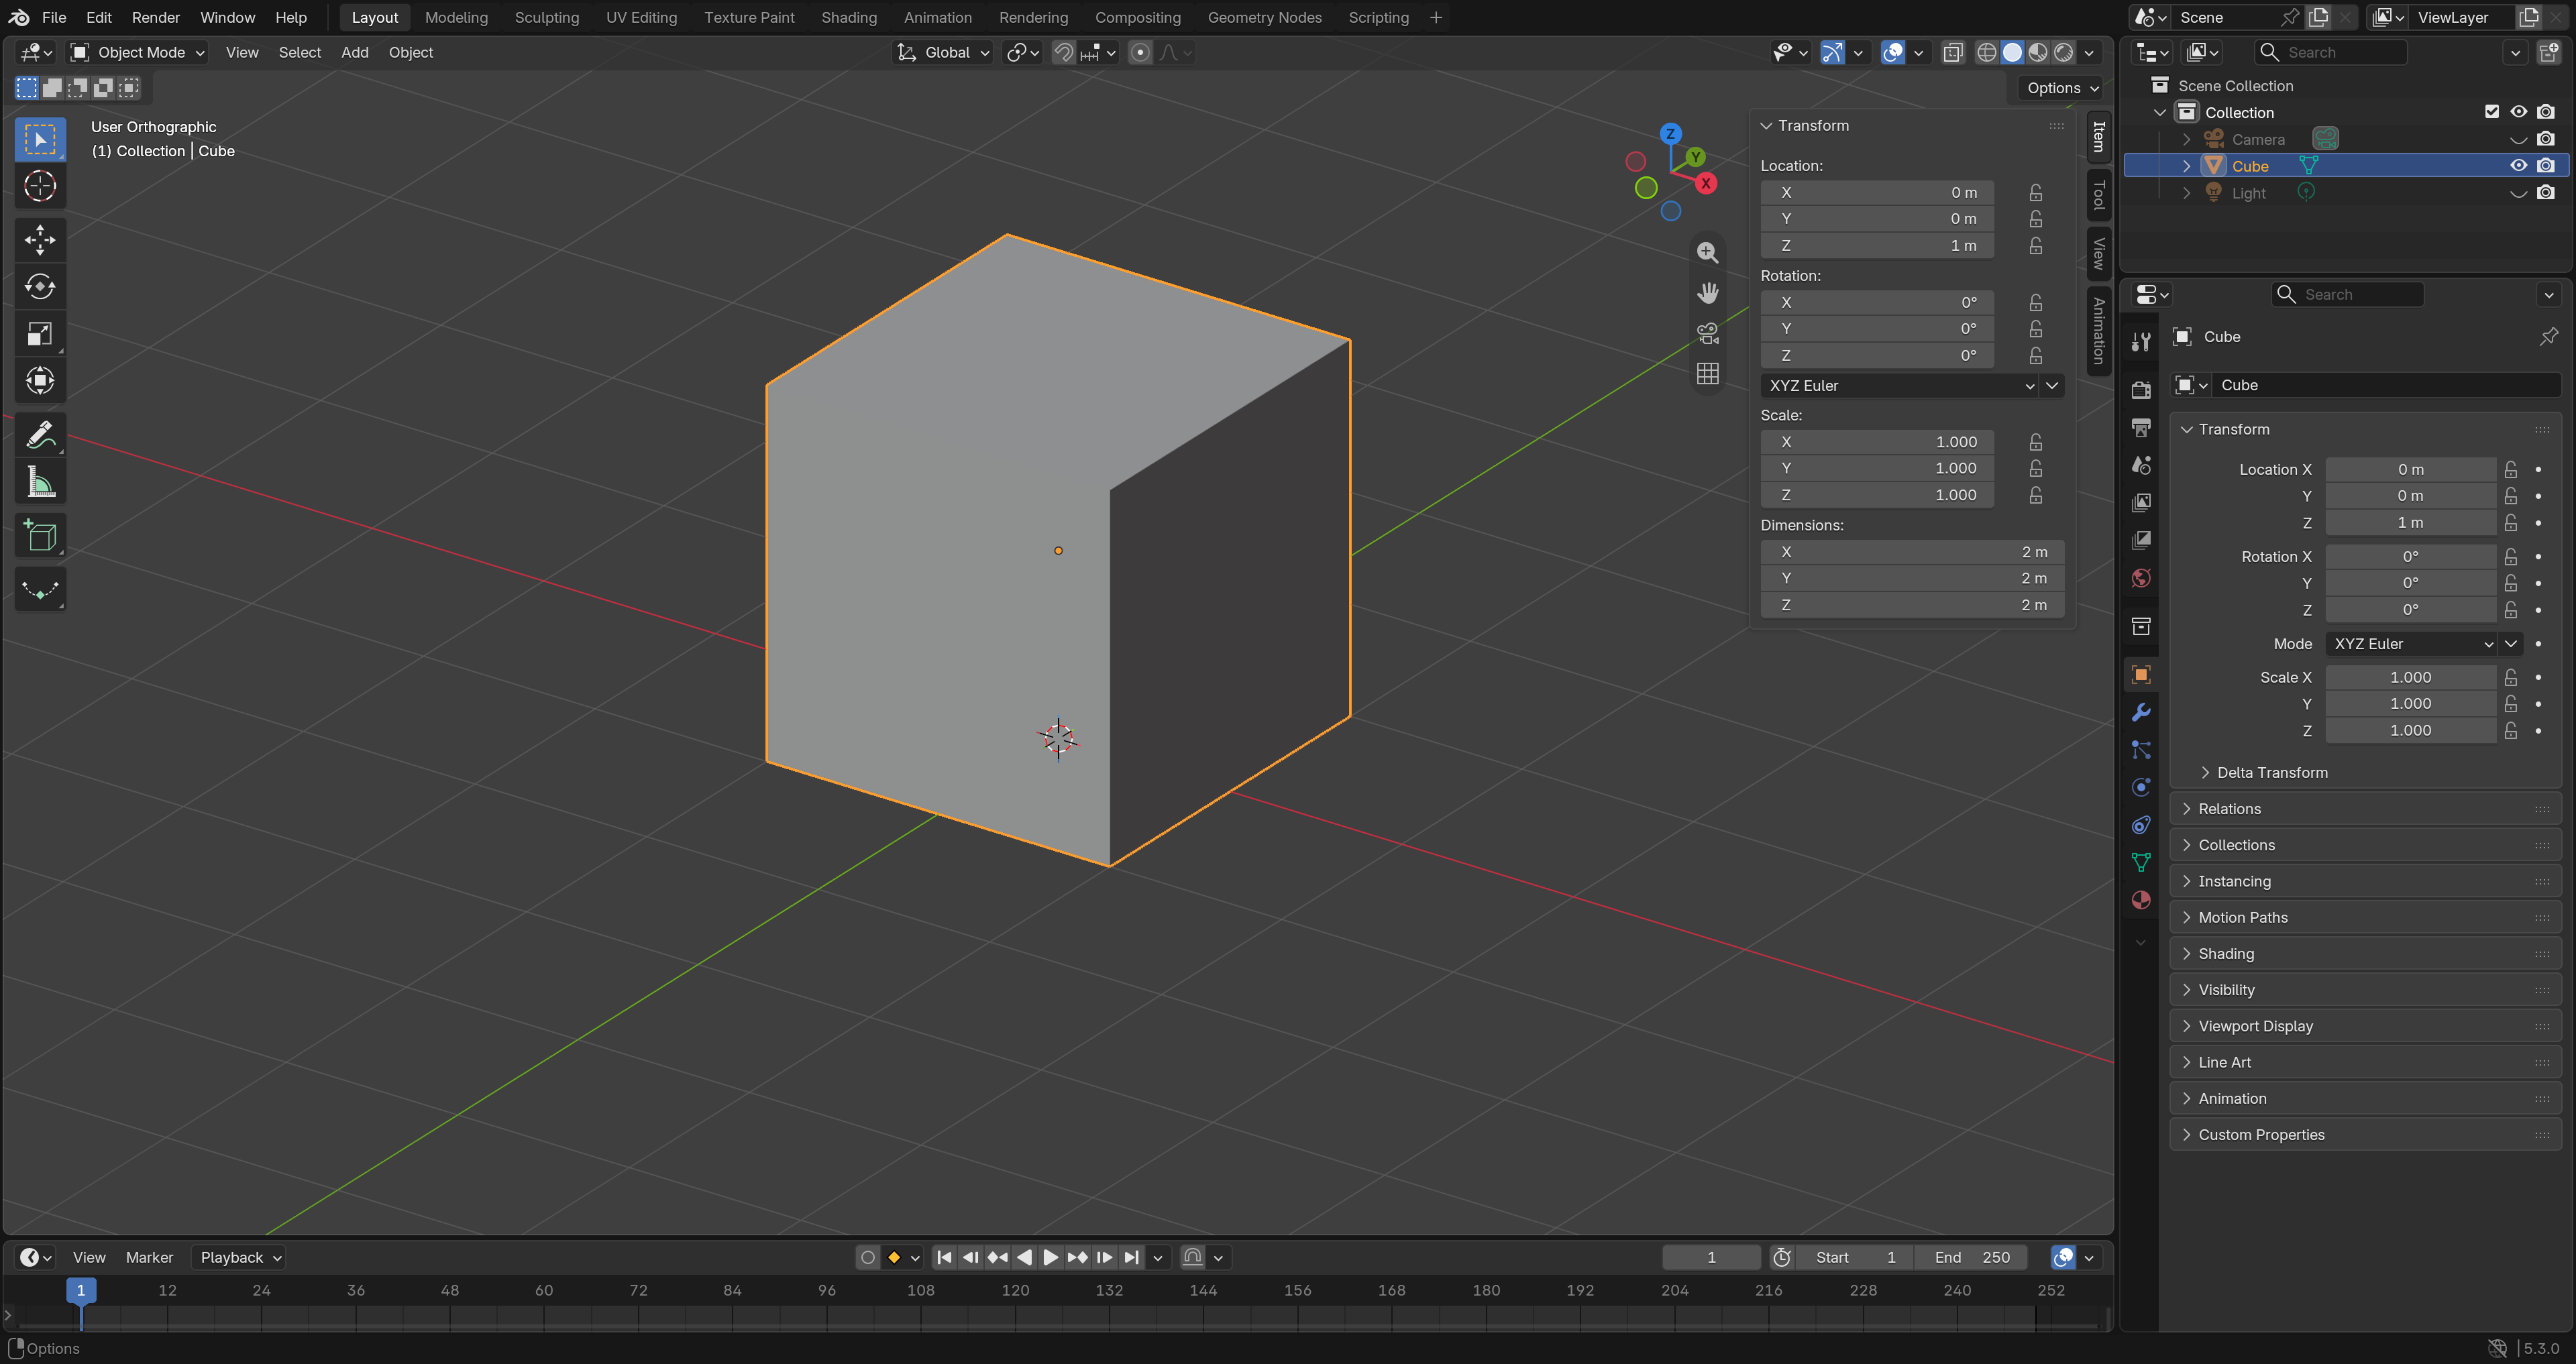 File Edit Render Window Help Layout Modeling Sculpting UV Editing Texture Paint Shading Animation Rendering Compositing Geometry Nodes Scripting + Scene ViewLayer
Object Mode View Select Add Object Global Search
Options
User Orthographic
(1) Collection | Cube
Z
Y
X
Transform
Location:
X 0 m
Y 0 m
Z 1 m
Rotation:
X 0°
Y 0°
Z 0°
XYZ Euler
Scale:
X 1.000
Y 1.000
Z 1.000
Dimensions:
X 2 m
Y 2 m
Z 2 m
Item
Tool
View
Animation
Scene Collection
Collection
Camera
Cube
Light
Search
Cube
Cube
Transform
Location X 0 m
Y 0 m
Z 1 m
Rotation X 0°
Y 0°
Z 0°
Mode XYZ Euler
Scale X 1.000
Y 1.000
Z 1.000
Delta Transform
Relations
Collections
Instancing
Motion Paths
Shading
Visibility
Viewport Display
Line Art
Animation
Custom Properties
View Marker Playback 1 Start 1 End 250
1 12 24 36 48 60 72 84 96 108 120 132 144 156 168 180 192 204 216 228 240 252
Options 5.3.0